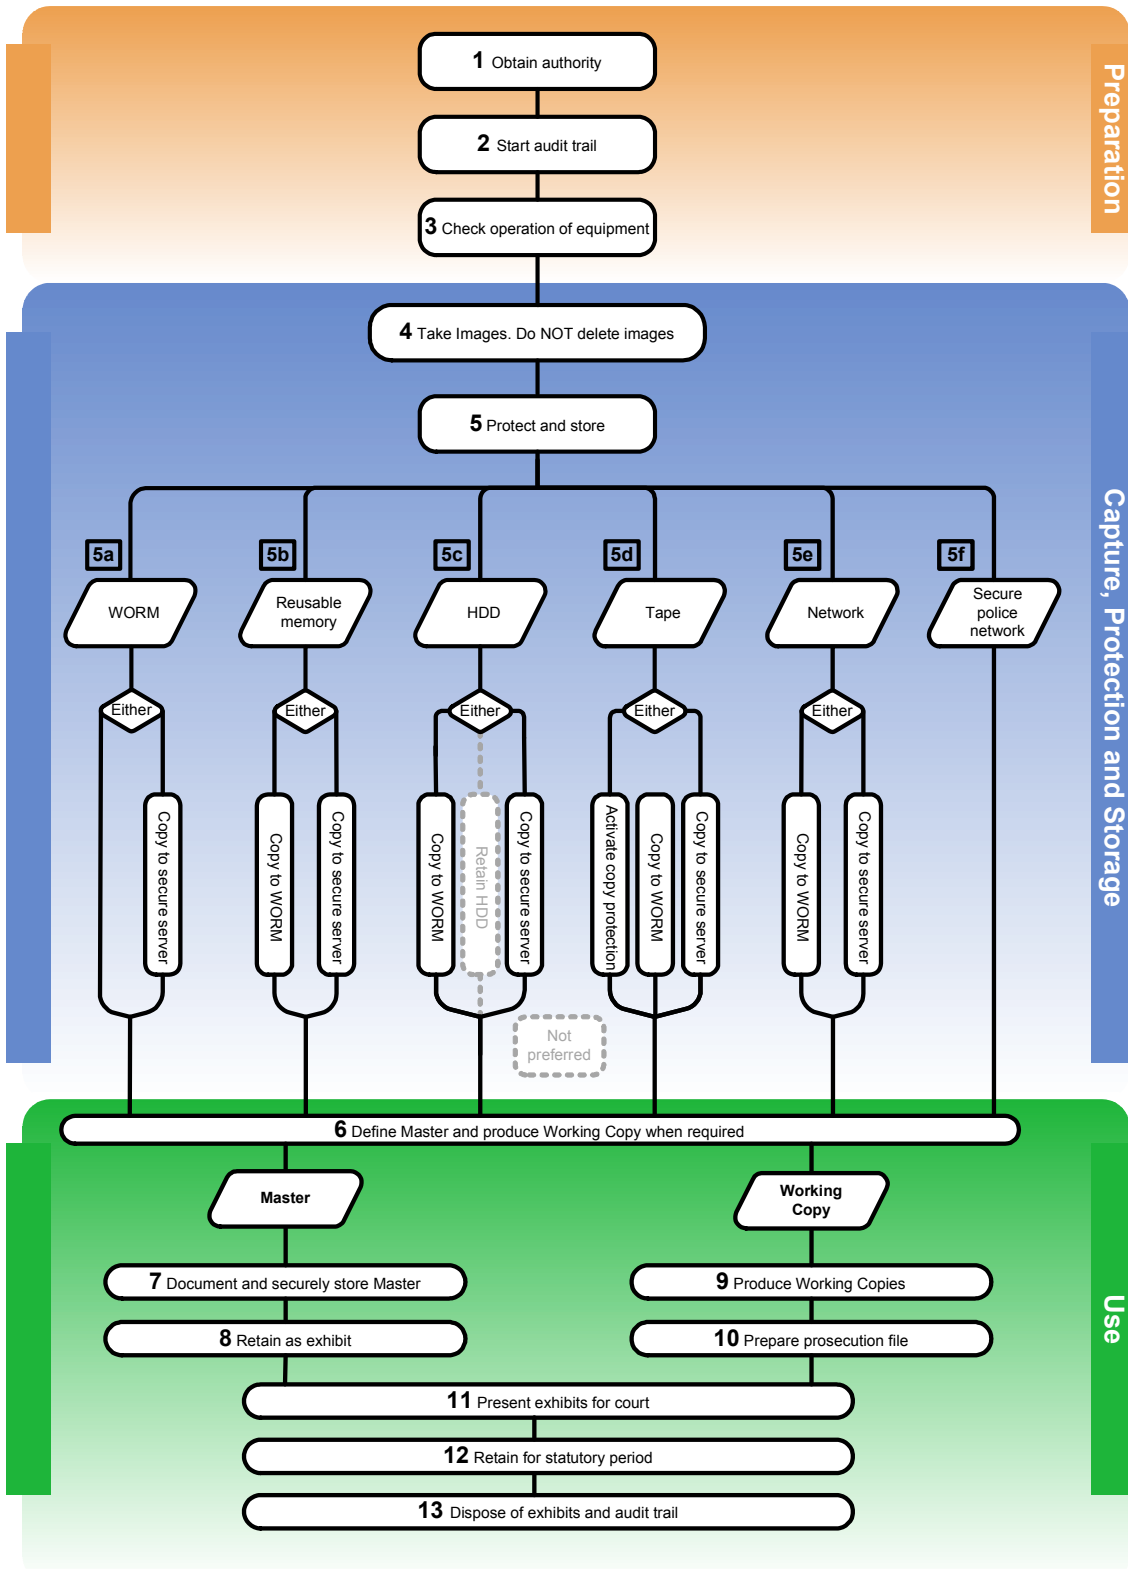 Preparation
1 Obtain authority
2 Start audit trail
3 Check operation of equipment
Capture, Protection and Storage
4 Take Images. Do NOT delete images
5 Protect and store
5a
5b
5c
5d
5e
5f
WORM
Reusable
memory
HDD
Tape
Network
Secure
police
network
Either
Either
Either
Either
Either
Copy to secure server
Copy to WORM
Copy to secure server
Copy to WORM
Retain HDD
Copy to secure server
Activate copy protection
Copy to WORM
Copy to secure server
Copy to WORM
Copy to secure server
Not
preferred
Use
6 Define Master and produce Working Copy when required
Master
Working
Copy
7 Document and securely store Master
9 Produce Working Copies
8 Retain as exhibit
10 Prepare prosecution file
11 Present exhibits for court
12 Retain for statutory period
13 Dispose of exhibits and audit trail